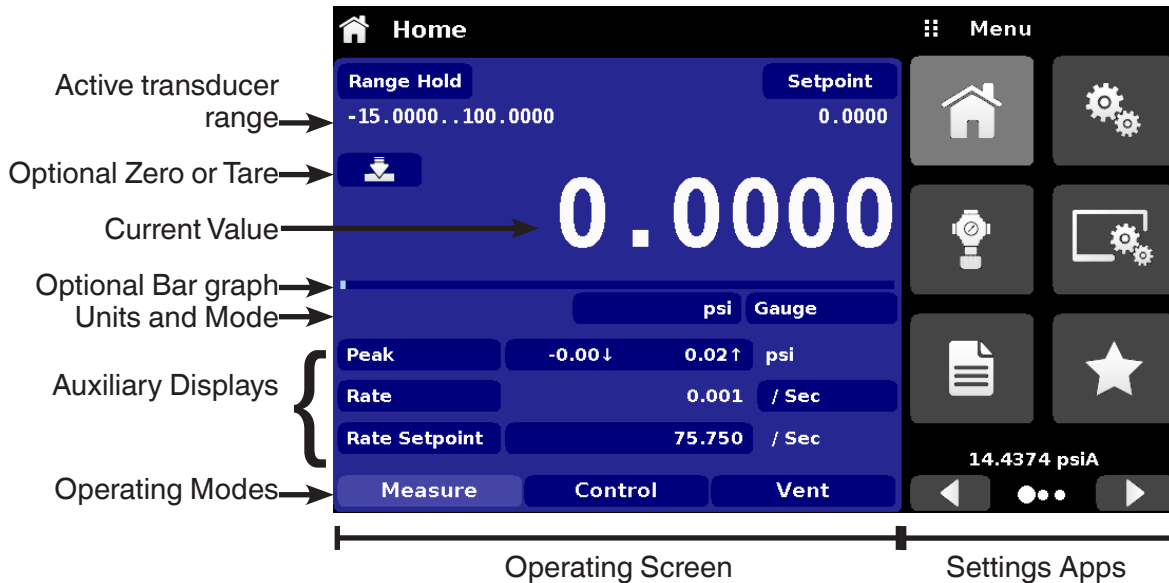 Home
Menu
Active transducer
range
Range Hold
Setpoint
-15.0000..100.0000
0.0000
Optional Zero or Tare
Current Value
0.0000
Optional Bar graph
Units and Mode
psi
Gauge
Auxiliary Displays
Peak
-0.00↓
0.02↑
psi
Rate
0.001
/ Sec
Rate Setpoint
75.750
/ Sec
14.4374 psiA
Operating Modes
Measure
Control
Vent
Operating Screen
Settings Apps